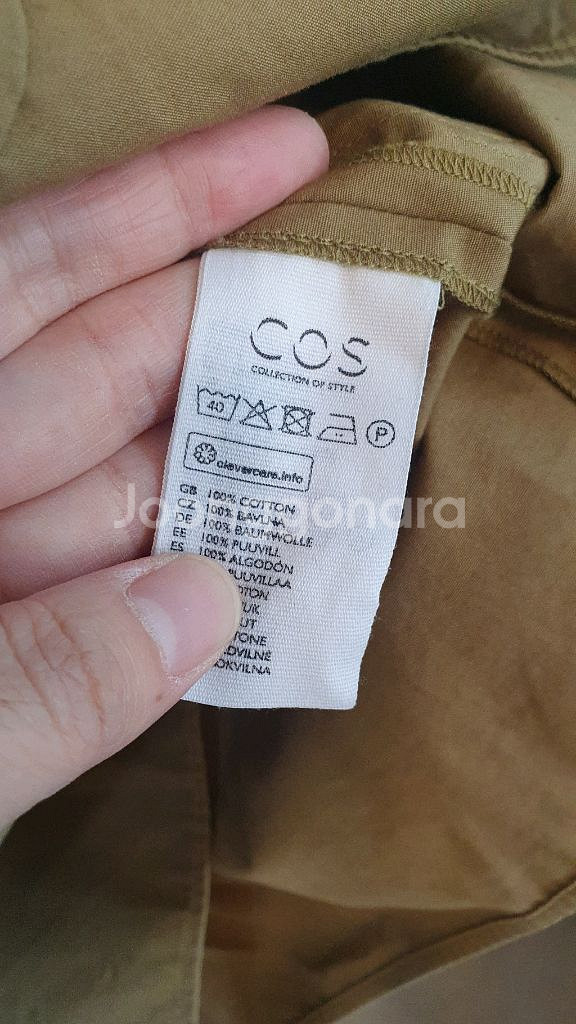 COS
COLLECTION OF STYLE
40
P
clevercare.info
GB 100% COTTON
CZ 100% BAVLNA
DE 100% BAUMWOLLE
EE 100% PUUVILL
ES 100% ALGODÓN
PUUVILLAA